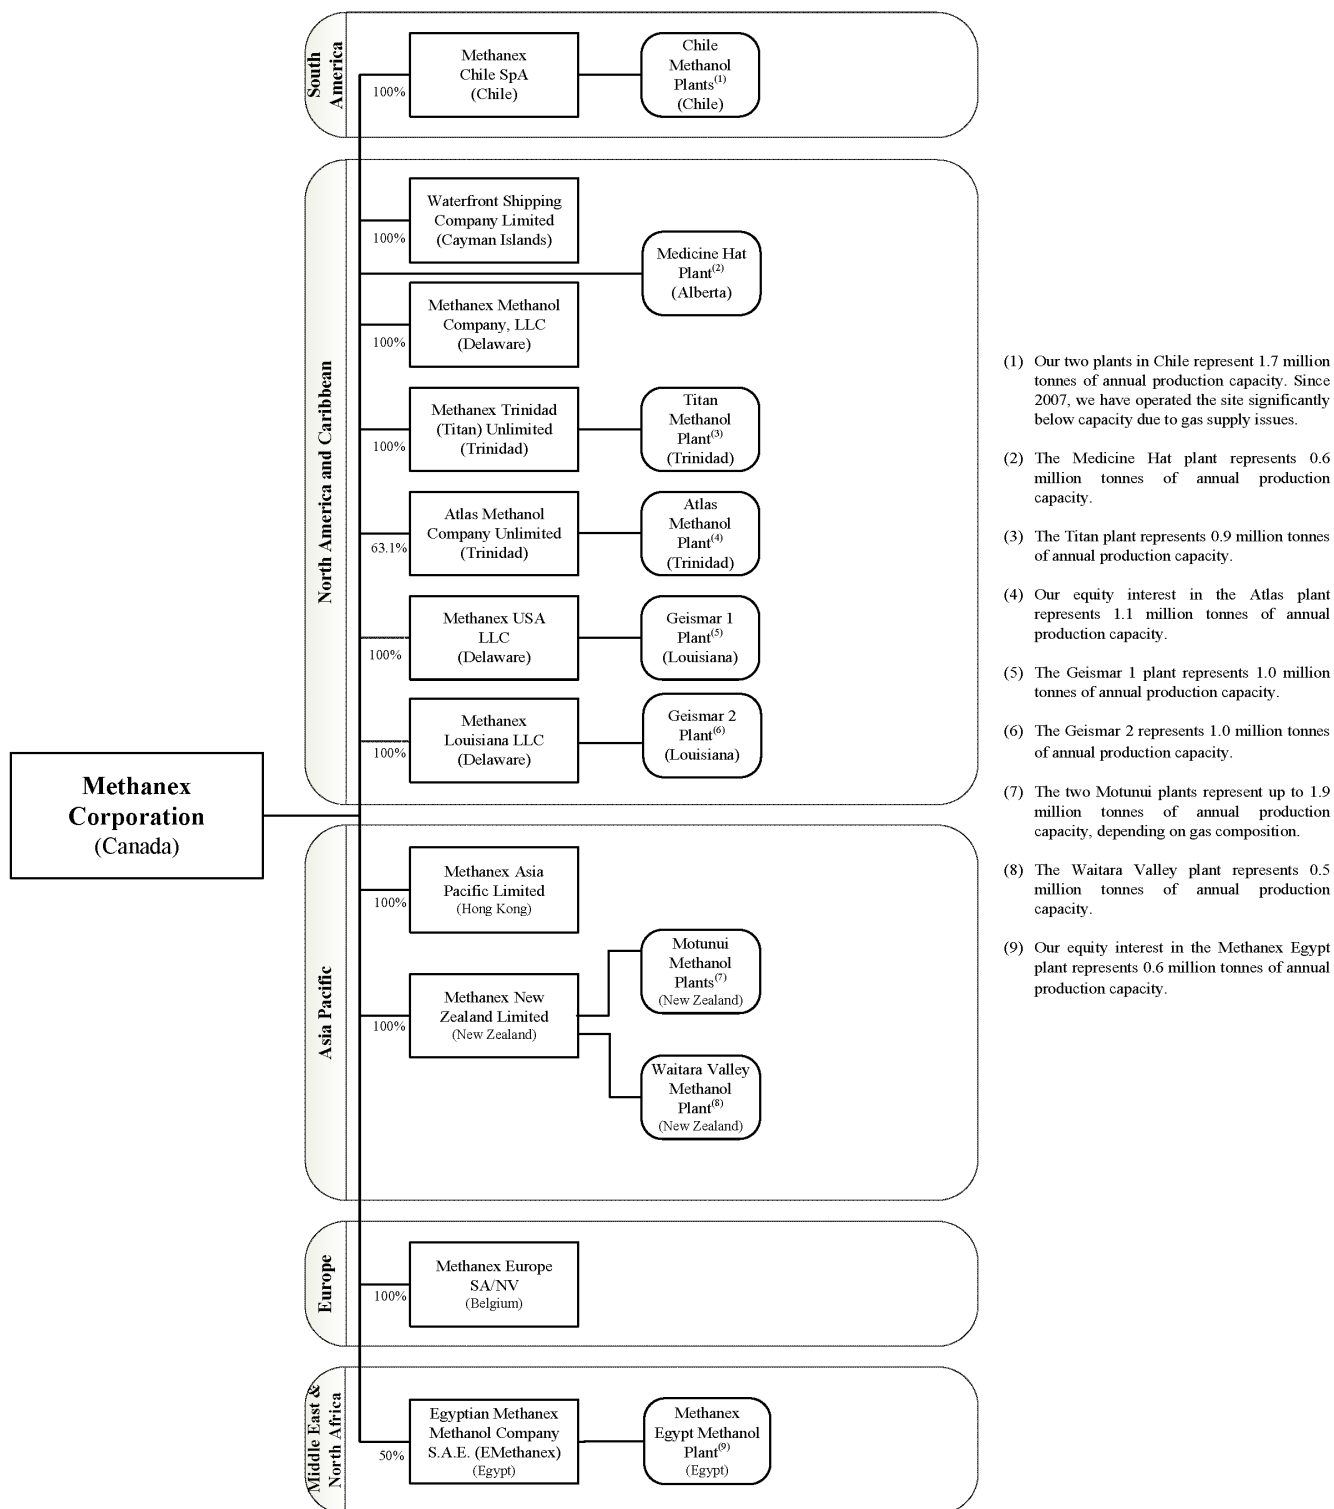 South
America
100%
Methanex
Chile SpA
(Chile)
Chile
Methanol
Plants(1)
(Chile)
North America and Caribbean
100%
Waterfront Shipping
Company Limited
(Cayman Islands)
Medicine Hat
Plant(2)
(Alberta)
100%
Methanex Methanol
Company, LLC
(Delaware)
100%
Methanex Trinidad
(Titan) Unlimited
(Trinidad)
Titan
Methanol
Plant(3)
(Trinidad)
63.1%
Atlas Methanol
Company Unlimited
(Trinidad)
Atlas
Methanol
Plant(4)
(Trinidad)
100%
Methanex USA
LLC
(Delaware)
Geismar 1
Plant(5)
(Louisiana)
100%
Methanex
Louisiana LLC
(Delaware)
Geismar 2
Plant(6)
(Louisiana)
Methanex
Corporation
(Canada)
Asia Pacific
100%
Methanex Asia
Pacific Limited
(Hong Kong)
100%
Methanex New
Zealand Limited
(New Zealand)
Motunui
Methanol
Plants(7)
(New Zealand)
Waitara Valley
Methanol
Plant(8)
(New Zealand)
Europe
100%
Methanex Europe
SA/NV
(Belgium)
Middle East &
North Africa
50%
Egyptian Methanex
Methanol Company
S.A.E. (EMethanex)
(Egypt)
Methanex
Egypt Methanol
Plant(9)
(Egypt)
(1) Our two plants in Chile represent 1.7 million
tonnes of annual production capacity. Since
2007, we have operated the site significantly
below capacity due to gas supply issues.
(2) The Medicine Hat plant represents 0.6
million tonnes of annual production
capacity.
(3) The Titan plant represents 0.9 million tonnes
of annual production capacity.
(4) Our equity interest in the Atlas plant
represents 1.1 million tonnes of annual
production capacity.
(5) The Geismar 1 plant represents 1.0 million
tonnes of annual production capacity.
(6) The Geismar 2 represents 1.0 million tonnes
of annual production capacity.
(7) The two Motunui plants represent up to 1.9
million tonnes of annual production
capacity, depending on gas composition.
(8) The Waitara Valley plant represents 0.5
million tonnes of annual production
capacity.
(9) Our equity interest in the Methanex Egypt
plant represents 0.6 million tonnes of annual
production capacity.